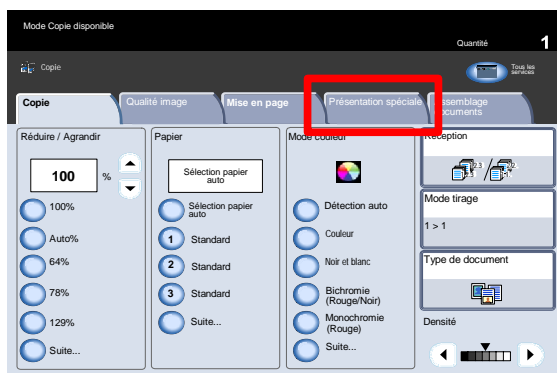 Mode Copie disponible
Quantité
1
Copie
Tous les
services
Copie
Qualité image
Mise en page
Présentation spéciale
Assemblage
documents
Réduire / Agrandir
100
%
100%
Auto%
64%
78%
129%
Suite...
Papier
Sélection papier
auto
Sélection papier
auto
1 Standard
2 Standard
3 Standard
Suite...
Mode couleur
Détection auto
Couleur
Noir et blanc
Bichromie
(Rouge/Noir)
Monochromie
(Rouge)
Suite...
Réception
Mode tirage
1 > 1
Type de document
Densité